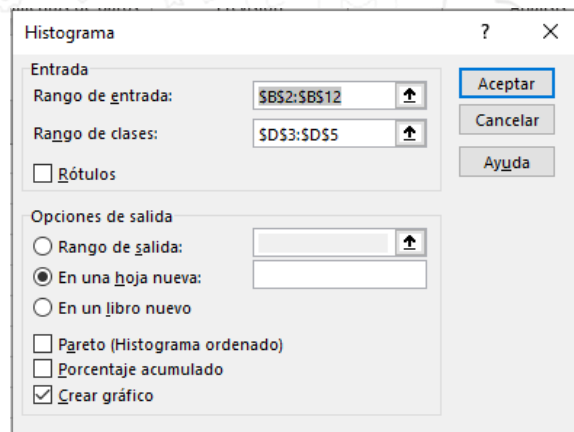 Histograma ? ×
Entrada
Rango de entrada: $B$2:$B$12
Aceptar
Rango de clases: $D$3:$D$5
Cancelar
Rótulos
Ayuda
Opciones de salida
Rango de salida:
En una hoja nueva:
En un libro nuevo
Pareto (Histograma ordenado)
Porcentaje acumulado
Crear gráfico